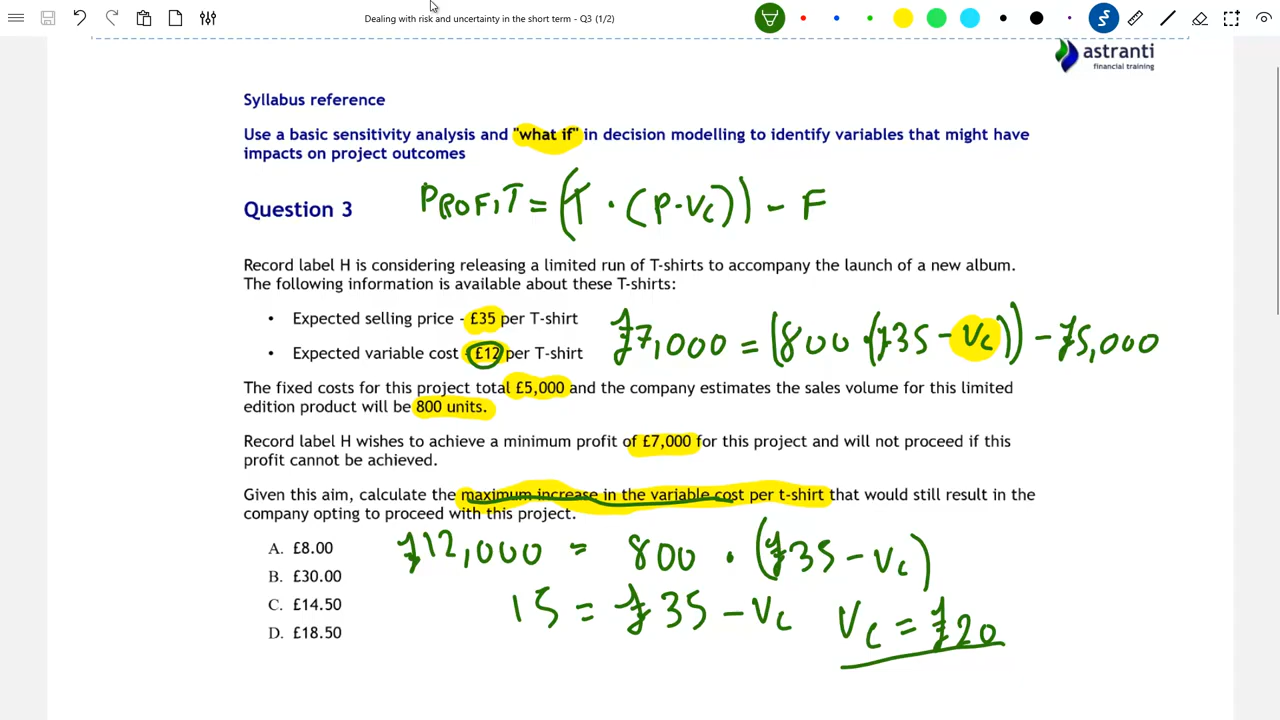 Dealing with risk and uncertainty in the short term - Q3 (1/2)
astranti
financial training
Syllabus reference
Use a basic sensitivity analysis and "what if" in decision modelling to identify variables that might have
impacts on project outcomes
PROFIT = (T · (P-Vc)) - F
Question 3
Record label H is considering releasing a limited run of T-shirts to accompany the launch of a new album.
The following information is available about these T-shirts:
• Expected selling price - £35 per T-shirt
• Expected variable cost - £12 per T-shirt
£7,000 = (800 · (£35 - Vc)) - £5,000
The fixed costs for this project total £5,000 and the company estimates the sales volume for this limited
edition product will be 800 units.
Record label H wishes to achieve a minimum profit of £7,000 for this project and will not proceed if this
profit cannot be achieved.
Given this aim, calculate the maximum increase in the variable cost per t-shirt that would still result in the
company opting to proceed with this project.
A. £8.00
£12,000 = 800 · (£35 - Vc)
B. £30.00
C. £14.50
15 = £35 - Vc
Vc = £20
D. £18.50